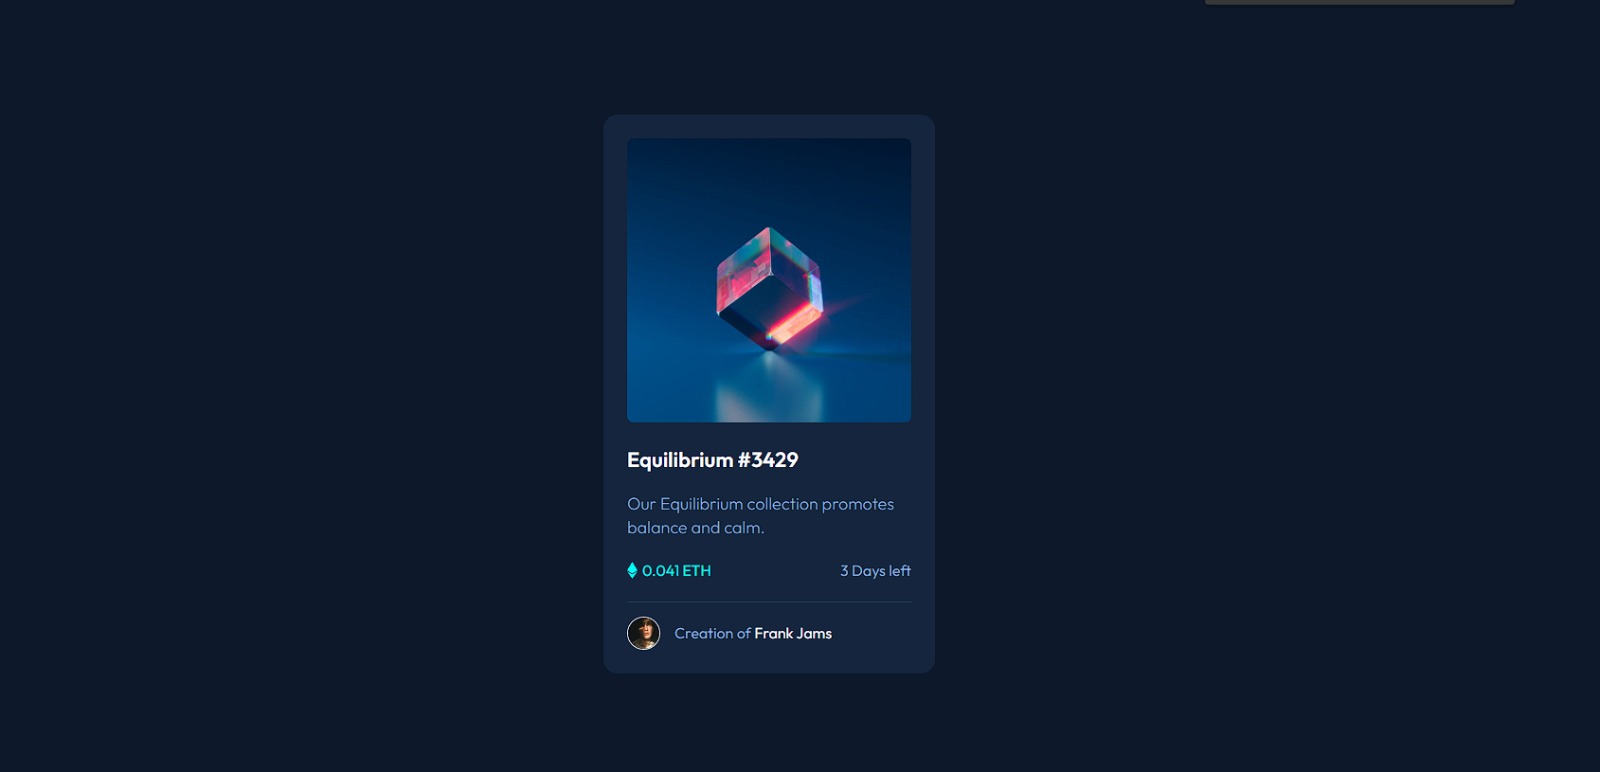 Equilibrium #3429
Our Equilibrium collection promotes
balance and calm.
0.041 ETH
3 Days left
Creation of Frank Jams